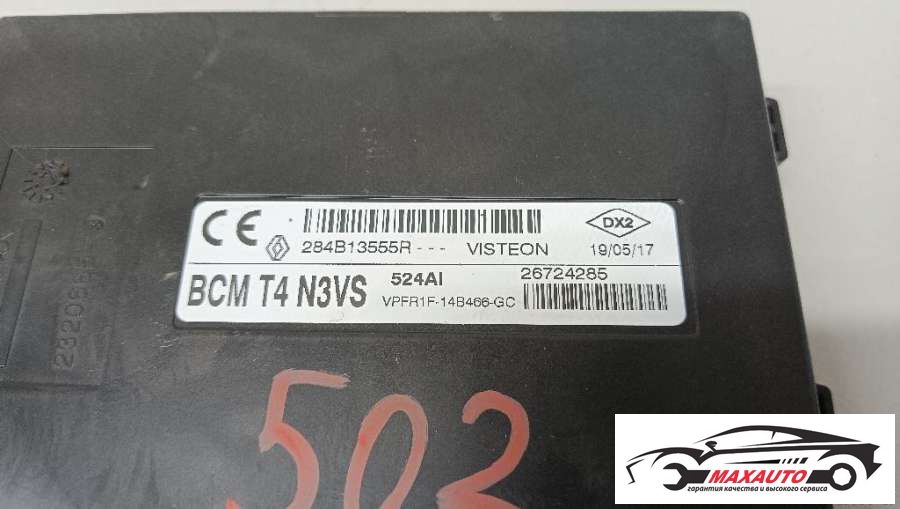 CE
284B13555R - - - VISTEON
DX2
19/05/17
BCM T4 N3VS
524AI
26724285
VPFR1F-14B466-GC
.503
MAXAUTO
гарантия качества и высокого сервиса